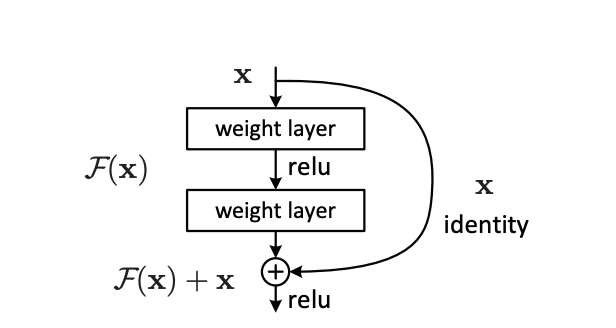 x
weight layer
relu
F(x)
x
weight layer
identity
F(x) + x
relu